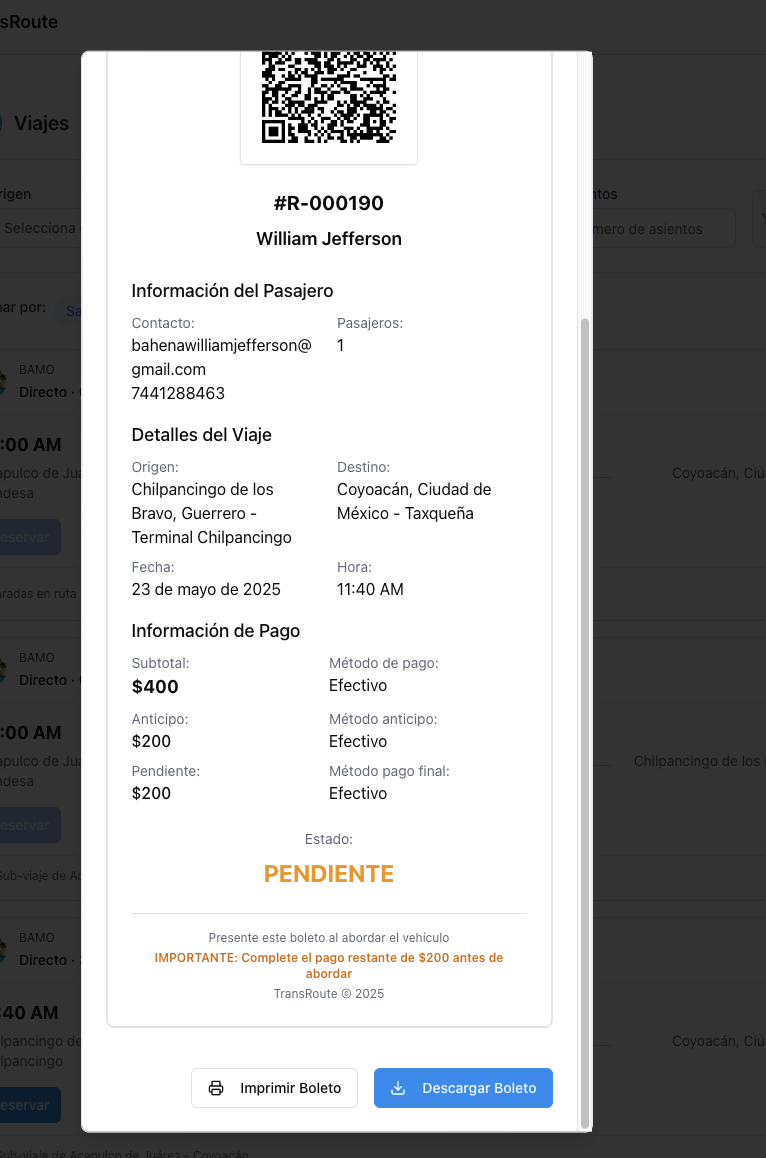 sRoute
Viajes
rigen
ntos
Selecciona
mero de asientos
nar por:
BAMO
Directo ·
:00 AM
apulco de Jua
ndesa
Coyoacán, Ciu
eservar
aradas en ruta
BAMO
Directo ·
:00 AM
apulco de Jua
ndesa
Chilpancingo de los
eservar
Sub-viaje de Ac
BAMO
Directo ·
:40 AM
ilpancingo de
ilpancingo
Coyoacán, Ciu
eservar
Sub-viaje de Acapulco de Juárez - Coyoacán
#R-000190
William Jefferson
Información del Pasajero
Contacto:
Pasajeros:
bahenawilliamjefferson@
gmail.com
1
7441288463
Detalles del Viaje
Origen:
Destino:
Chilpancingo de los
Bravo, Guerrero -
Terminal Chilpancingo
Coyoacán, Ciudad de
México - Taxqueña
Fecha:
Hora:
23 de mayo de 2025
11:40 AM
Información de Pago
Subtotal:
Método de pago:
$400
Efectivo
Anticipo:
Método anticipo:
$200
Efectivo
Pendiente:
Método pago final:
$200
Efectivo
Estado:
PENDIENTE
Presente este boleto al abordar el vehículo
IMPORTANTE: Complete el pago restante de $200 antes de
abordar
TransRoute © 2025
Imprimir Boleto
Descargar Boleto